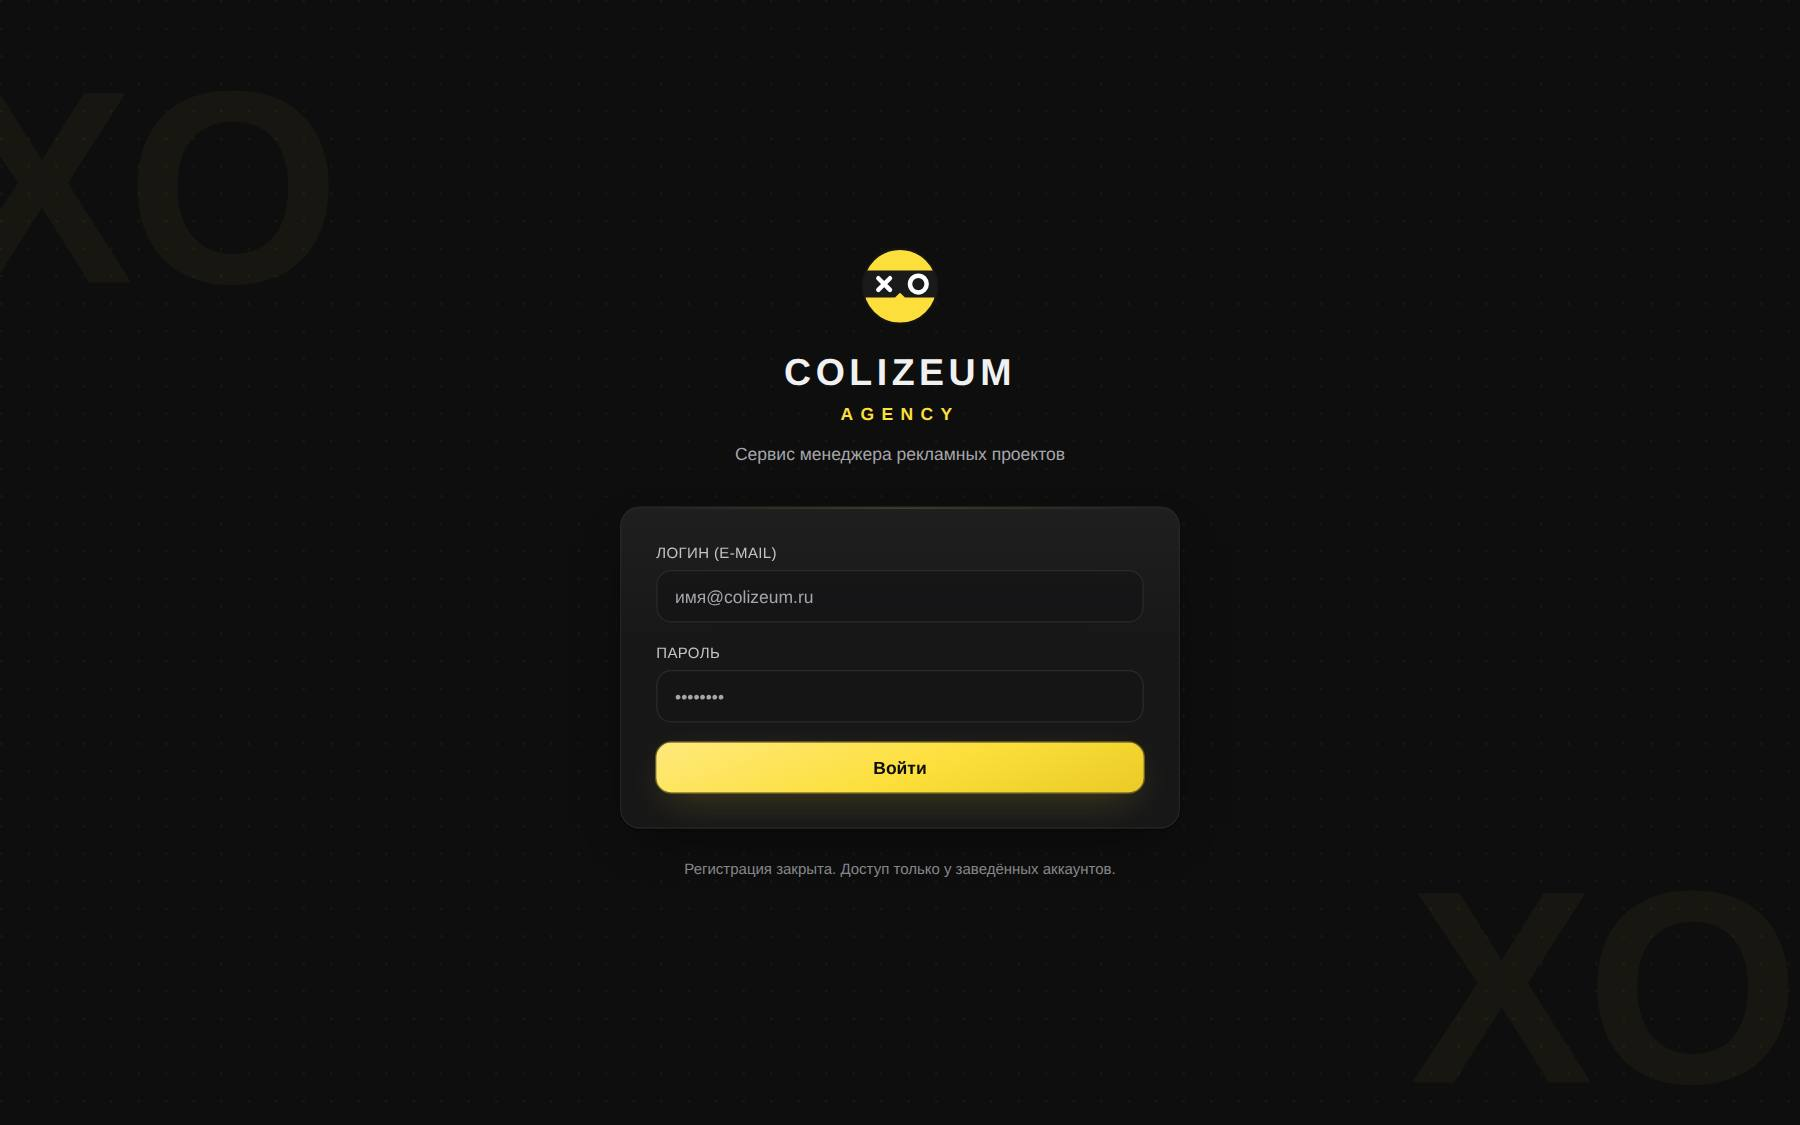 XO
XO
COLIZEUM
AGENCY
Сервис менеджера рекламных проектов
ЛОГИН (E-MAIL)
имя@colizeum.ru
ПАРОЛЬ
••••••••
Войти
Регистрация закрыта. Доступ только у заведённых аккаунтов.
XO